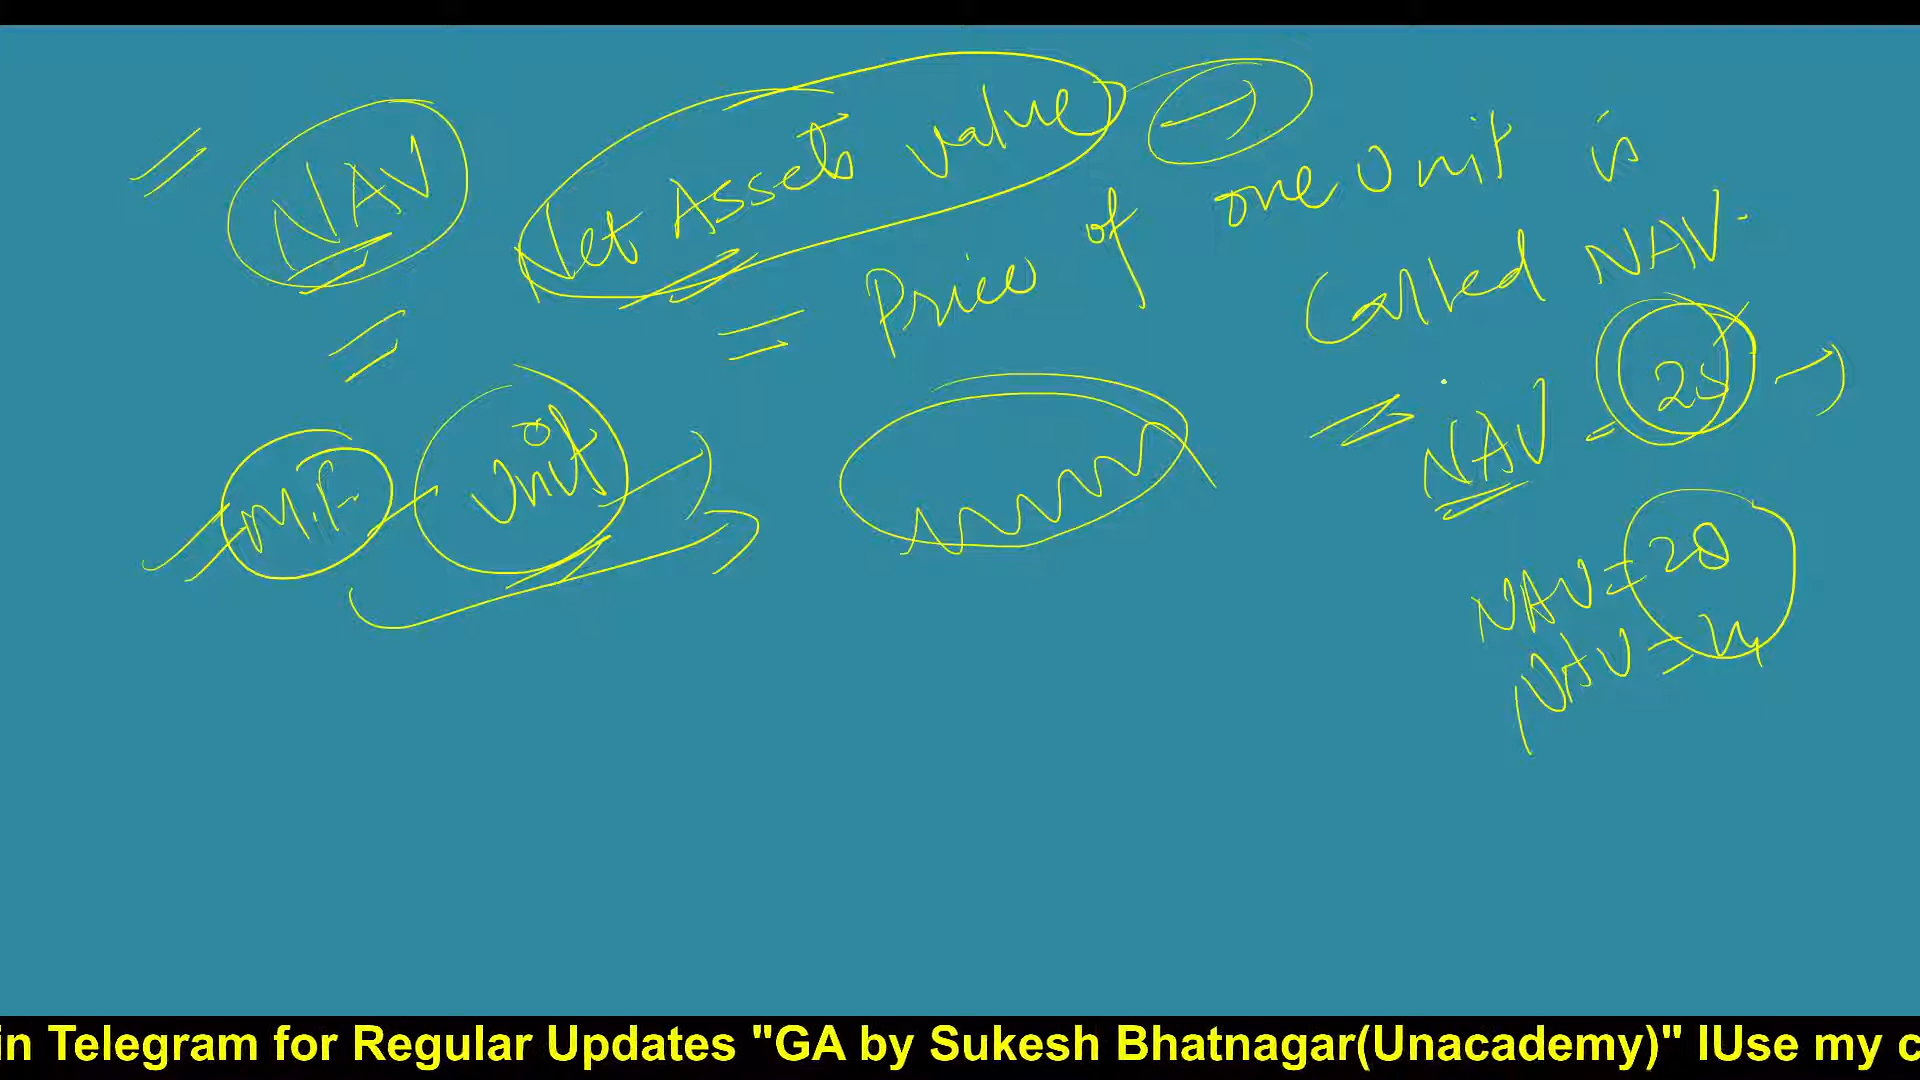 = NAV Net Assets value →
= = Price of one Unit is
Called NAV.
M.F. Unit
NAV = 25 →
NAV = 28
NAV = 24
in Telegram for Regular Updates "GA by Sukesh Bhatnagar(Unacademy)" IUse my c